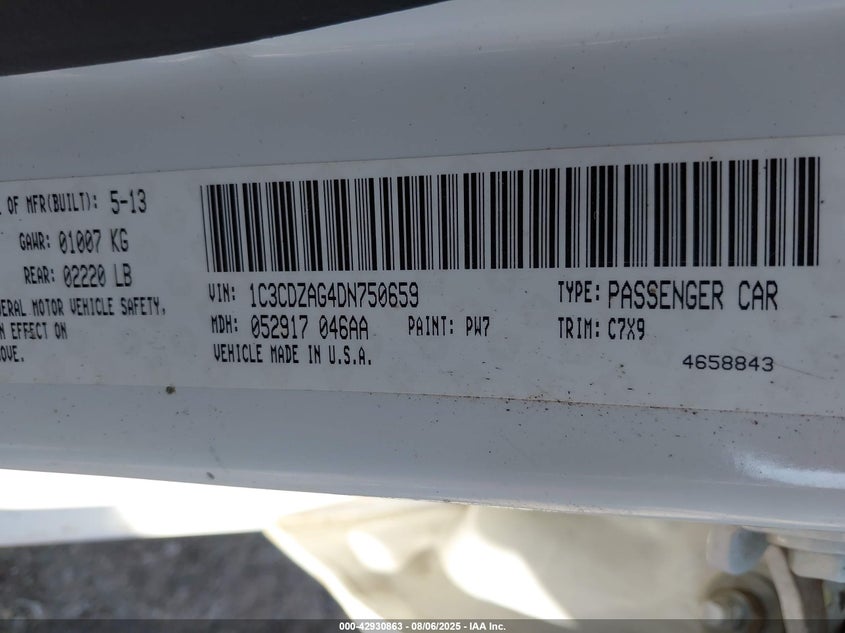 OF MFR(BUILT): 5-13
GAWR: 01007 KG
REAR: 02220 LB
ERAL MOTOR VEHICLE SAFETY,
N EFFECT ON
OVE.
VIN: 1C3CDZAG4DN750659 TYPE: PASSENGER CAR
MDH: 052917 046AA PAINT: PW7 TRIM: C7X9
VEHICLE MADE IN U.S.A.
4658843
000-42930863 - 08/06/2025 - IAA Inc.